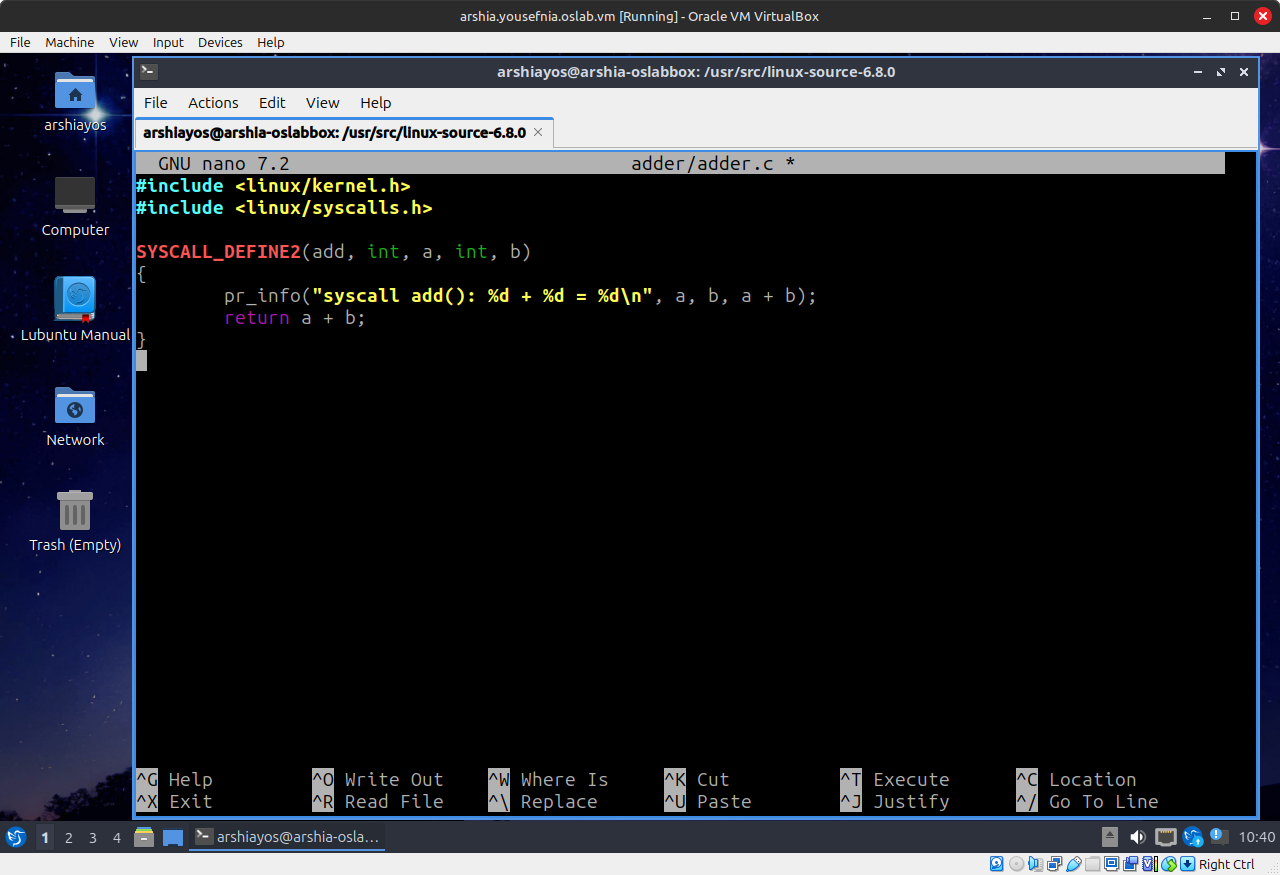 arshia.yousefnia.oslab.vm [Running] - Oracle VM VirtualBox
File Machine View Input Devices Help
arshiayos@arshia-oslabbox: /usr/src/linux-source-6.8.0
File Actions Edit View Help
arshiayos@arshia-oslabbox: /usr/src/linux-source-6.8.0
GNU nano 7.2 adder/adder.c *
#include <linux/kernel.h>
#include <linux/syscalls.h>
SYSCALL_DEFINE2(add, int, a, int, b)
{
pr_info("syscall add(): %d + %d = %d\n", a, b, a + b);
return a + b;
}
^G Help ^O Write Out ^W Where Is ^K Cut ^T Execute ^C Location
^X Exit ^R Read File ^\ Replace ^U Paste ^J Justify ^/ Go To Line
arshiayos
Computer
Lubuntu Manual
Network
Trash (Empty)
1 2 3 4 arshiayos@arshia-osla... 10:40
Right Ctrl